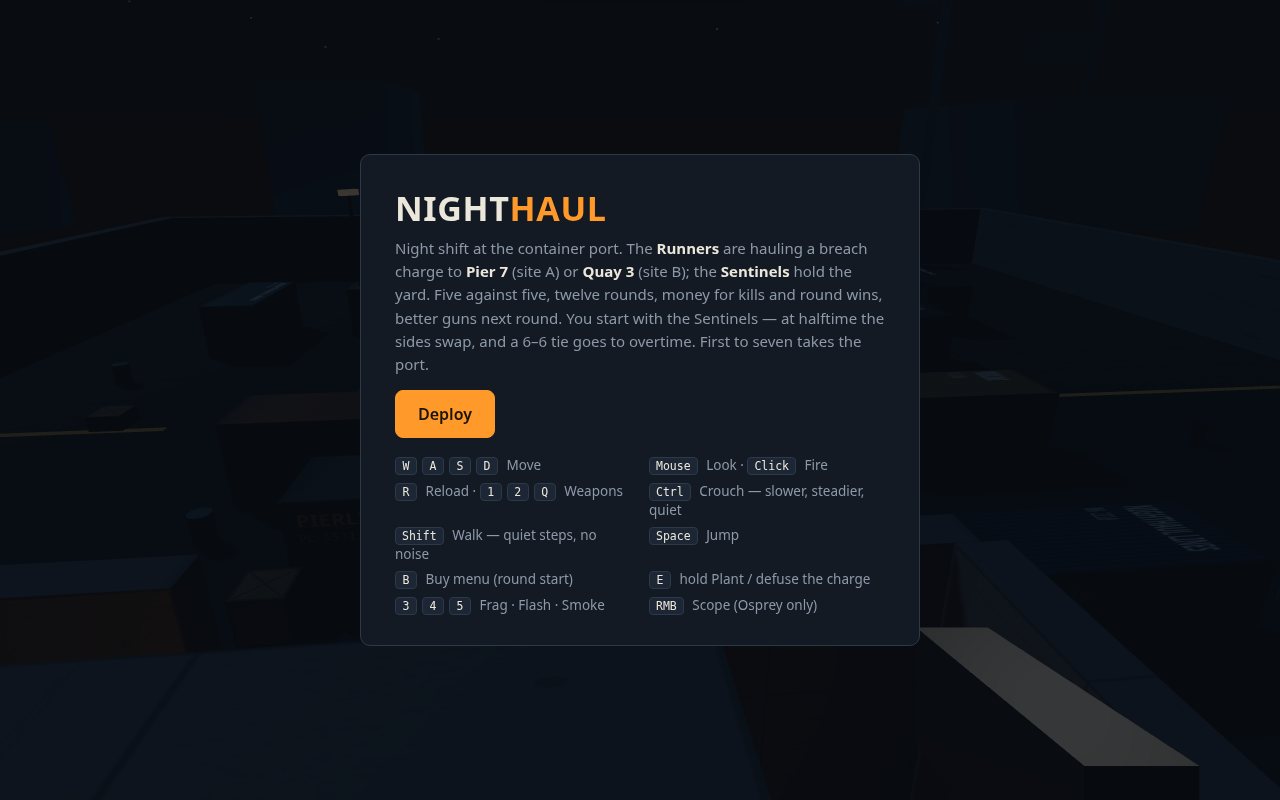 NIGHTHAUL
Night shift at the container port. The Runners are hauling a breach
charge to Pier 7 (site A) or Quay 3 (site B); the Sentinels hold the
yard. Five against five, twelve rounds, money for kills and round wins,
better guns next round. You start with the Sentinels — at halftime the
sides swap, and a 6–6 tie goes to overtime. First to seven takes the
port.
Deploy
W A S D Move
Mouse Look · Click Fire
R Reload · 1 2 Q Weapons
Ctrl Crouch — slower, steadier,
quiet
Shift Walk — quiet steps, no
noise
Space Jump
B Buy menu (round start)
E hold Plant / defuse the charge
3 4 5 Frag · Flash · Smoke
RMB Scope (Osprey only)